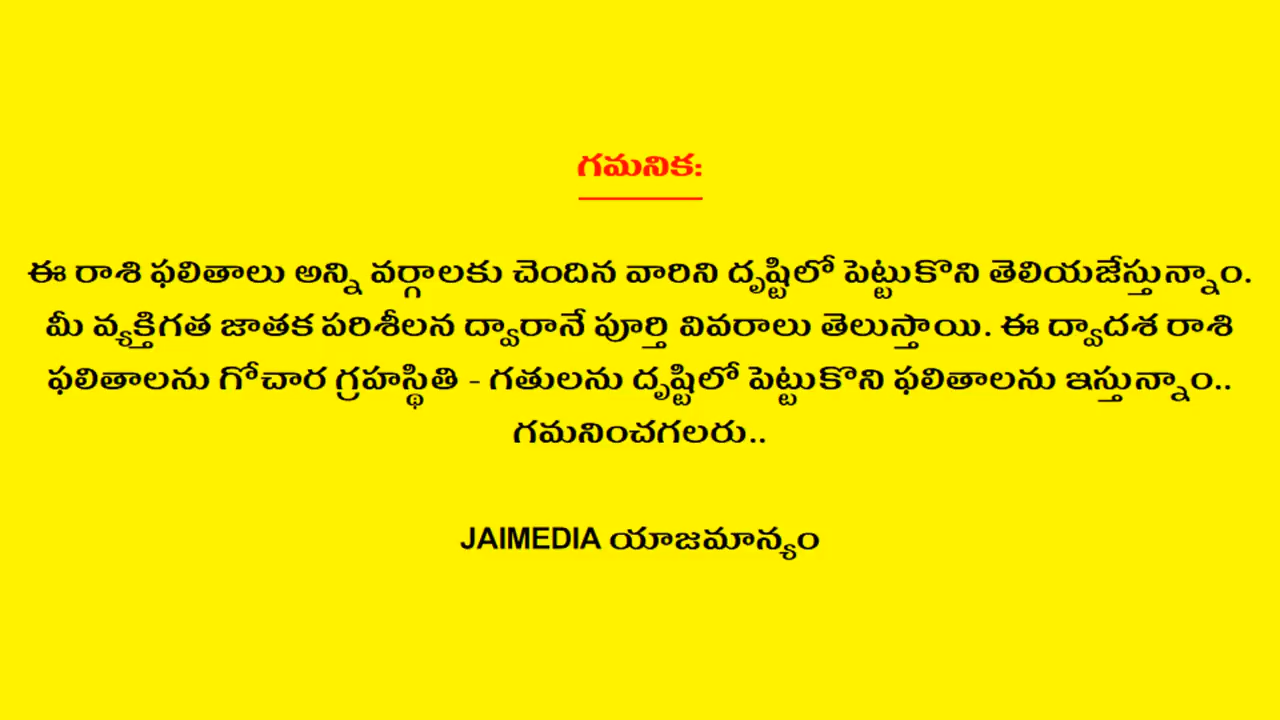 గమనిక:
ఈ రాశి ఫలితాలు అన్ని వర్గాలకు చెందిన వారిని దృష్టిలో పెట్టుకొని తెలియజేస్తున్నాం.
మీ వ్యక్తిగత జాతక పరిశీలన ద్వారానే పూర్తి వివరాలు తెలుస్తాయి. ఈ ద్వాదశ రాశి
ఫలితాలను గోచార గ్రహస్థితి - గతులను దృష్టిలో పెట్టుకొని ఫలితాలను ఇస్తున్నాం..
గమనించగలరు..
JAIMEDIA యాజమాన్యం